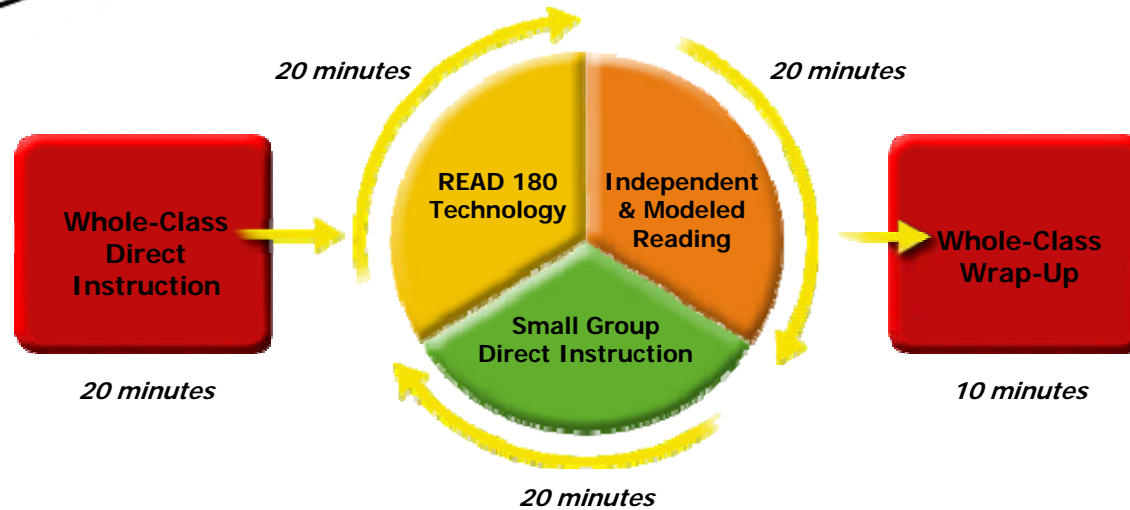 20 minutes
20 minutes
READ 180
Technology
Independent
& Modeled
Reading
Whole-Class
Direct
Instruction
Whole-Class
Wrap-Up
Small Group
Direct Instruction
20 minutes
10 minutes
20 minutes